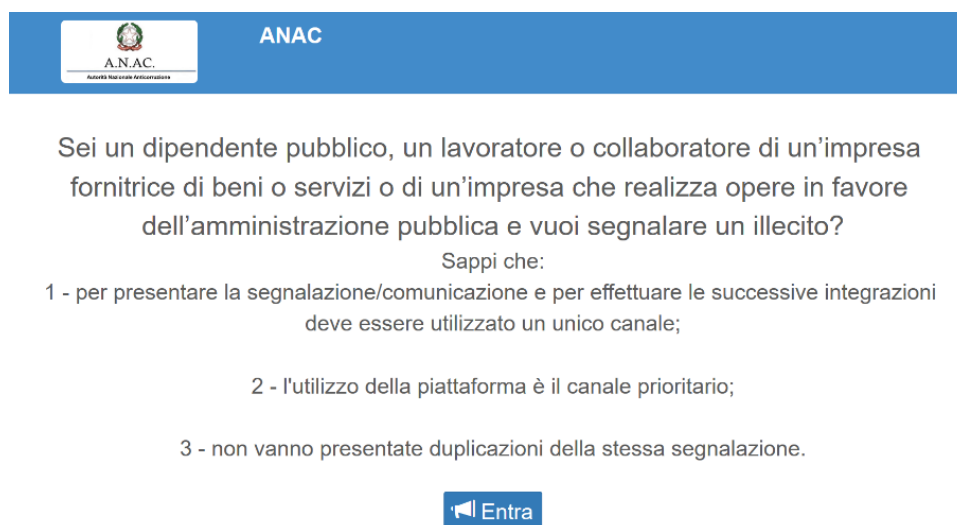 A.N.AC.
Autorità Nazionale Anticorruzione
ANAC
Sei un dipendente pubblico, un lavoratore o collaboratore di un’impresa
fornitrice di beni o servizi o di un’impresa che realizza opere in favore
dell’amministrazione pubblica e vuoi segnalare un illecito?
Sappi che:
1 - per presentare la segnalazione/comunicazione e per effettuare le successive integrazioni
deve essere utilizzato un unico canale;
2 - l'utilizzo della piattaforma è il canale prioritario;
3 - non vanno presentate duplicazioni della stessa segnalazione.
Entra